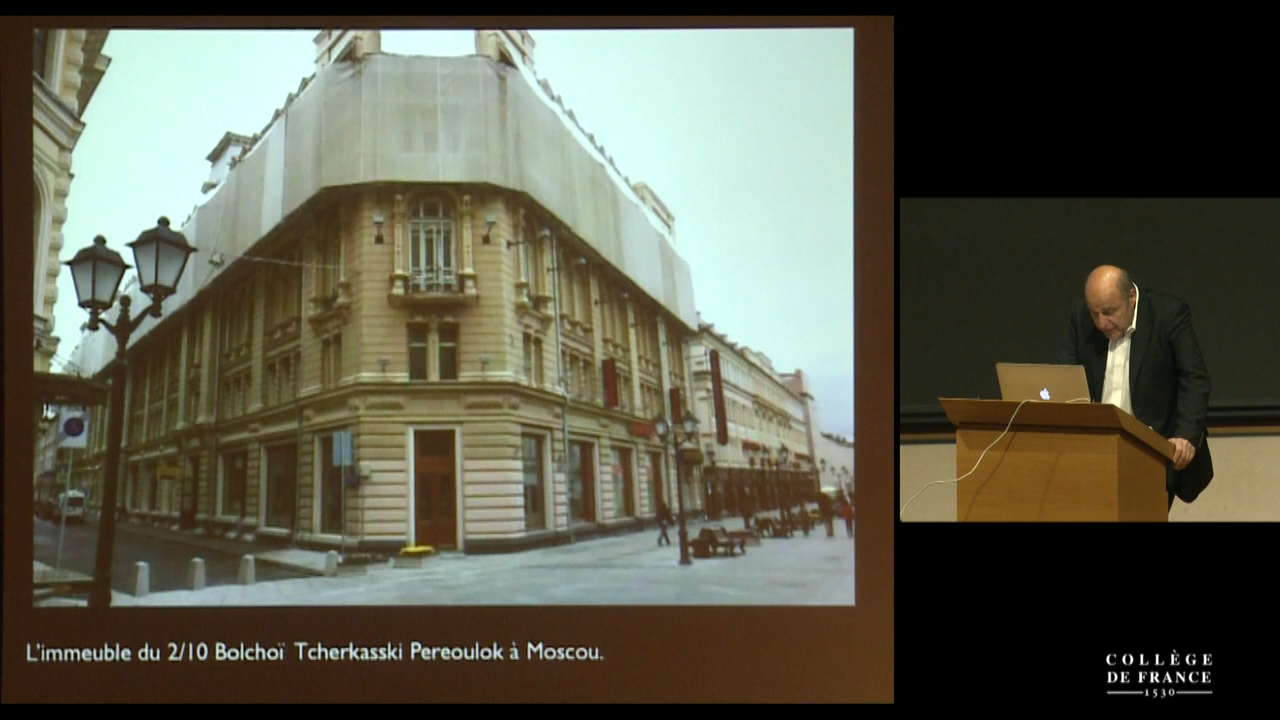 L'immeuble du 2/10 Bolchoï Tcherkasski Pereoulok à Moscou.
COLLÈGE
DE FRANCE
1530